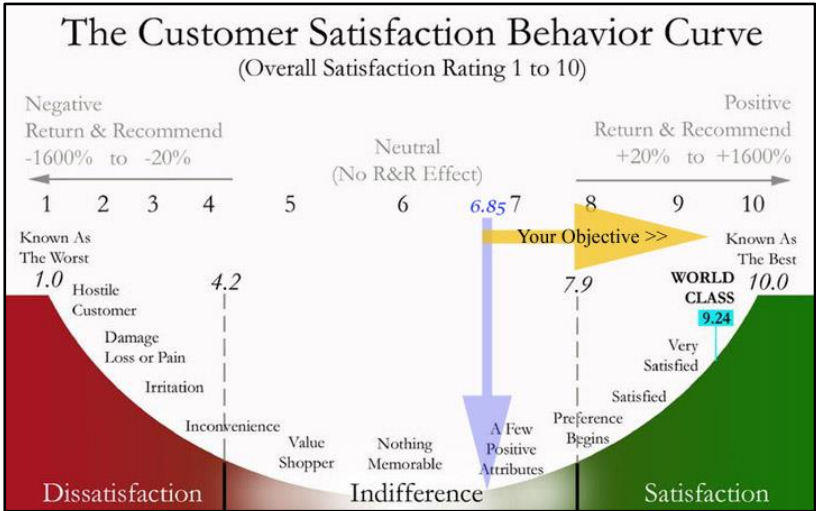 The Customer Satisfaction Behavior Curve
(Overall Satisfaction Rating 1 to 10)
Negative
Return & Recommend
-1600% to -20%
Neutral
(No R&R Effect)
Positive
Return & Recommend
+20% to +1600%
1 2 3 4 5 6 6.85 7 8 9 10
Your Objective >>
Known As
The Worst
1.0
Known As
The Best
10.0
4.2
7.9
WORLD
CLASS
9.24
Hostile
Customer
Damage
Loss or Pain
Irritation
Inconvenience
Value
Shopper
Nothing
Memorable
A Few
Positive
Attributes
Preference
Begins
Satisfied
Very
Satisfied
Dissatisfaction
Indifference
Satisfaction